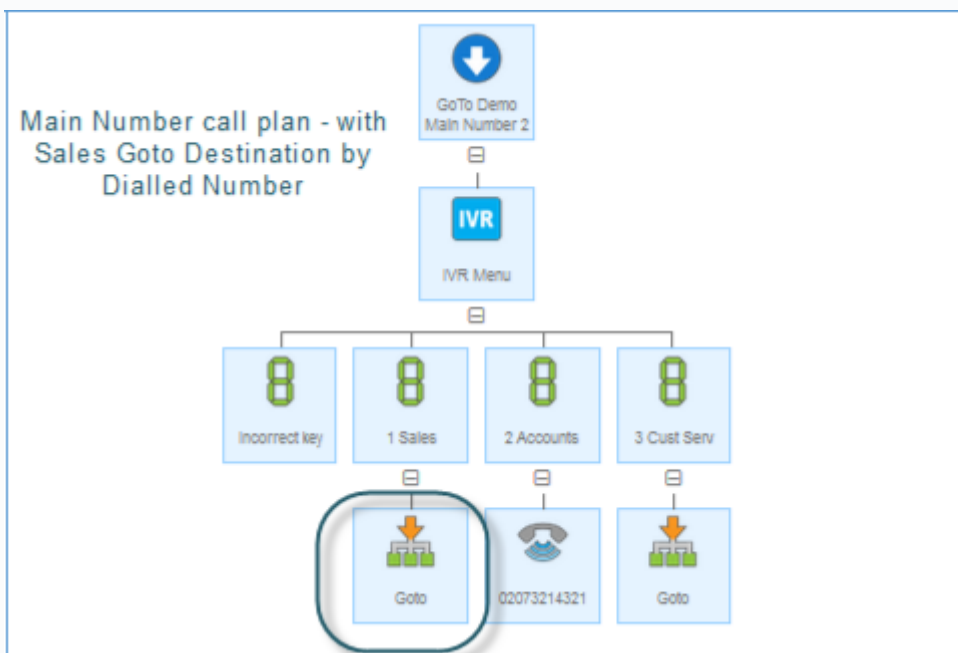 GoTo Demo
Main Number 2
Main Number call plan - with
Sales Goto Destination by
Dialled Number
IVR
IVR Menu
Incorrect key
1 Sales
2 Accounts
3 Cust Serv
Goto
02073214321
Goto